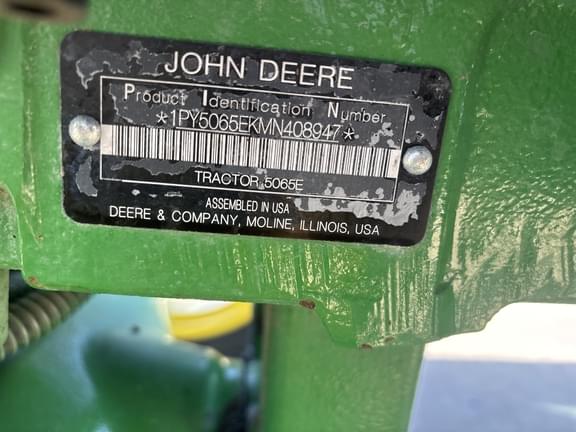 JOHN DEERE
Product Identification Number
*1PY5065EKMN408947*
TRACTOR 5065E
ASSEMBLED IN USA
DEERE & COMPANY, MOLINE, ILLINOIS, USA